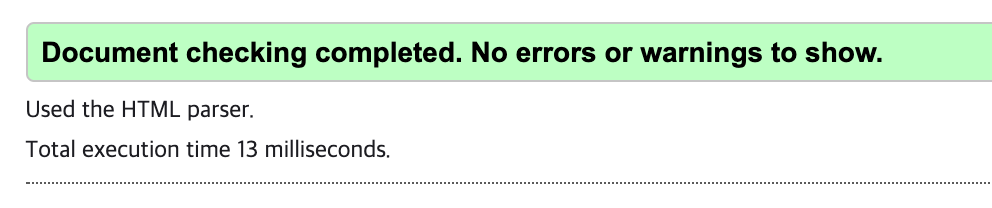 Document checking completed. No errors or warnings to show.
Used the HTML parser.
Total execution time 13 milliseconds.